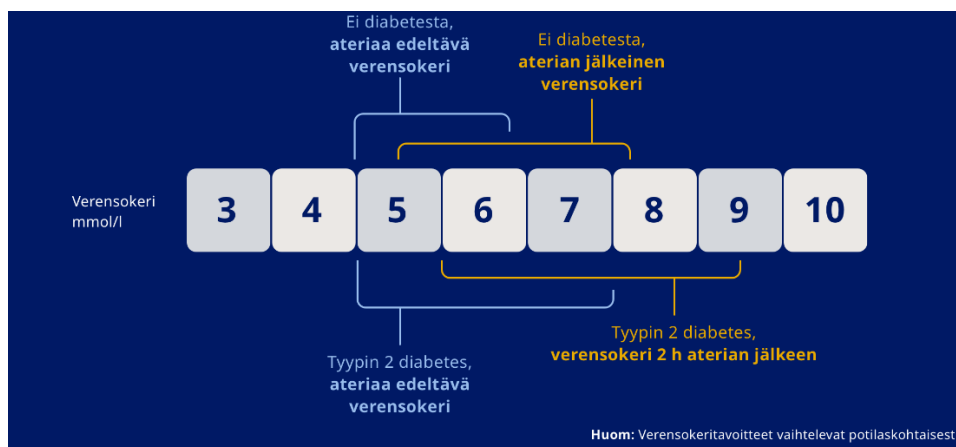 Ei diabetesta,
ateriaa edeltävä
verensokeri
Ei diabetesta,
aterian jälkeinen
verensokeri
Verensokeri
mmol/l
3 4 5 6 7 8 9 10
Tyypin 2 diabetes,
ateriaa edeltävä
verensokeri
Tyypin 2 diabetes,
verensokeri 2 h aterian jälkeen
Huom: Verensokeritavoitteet vaihtelevat potilaskohtaisest